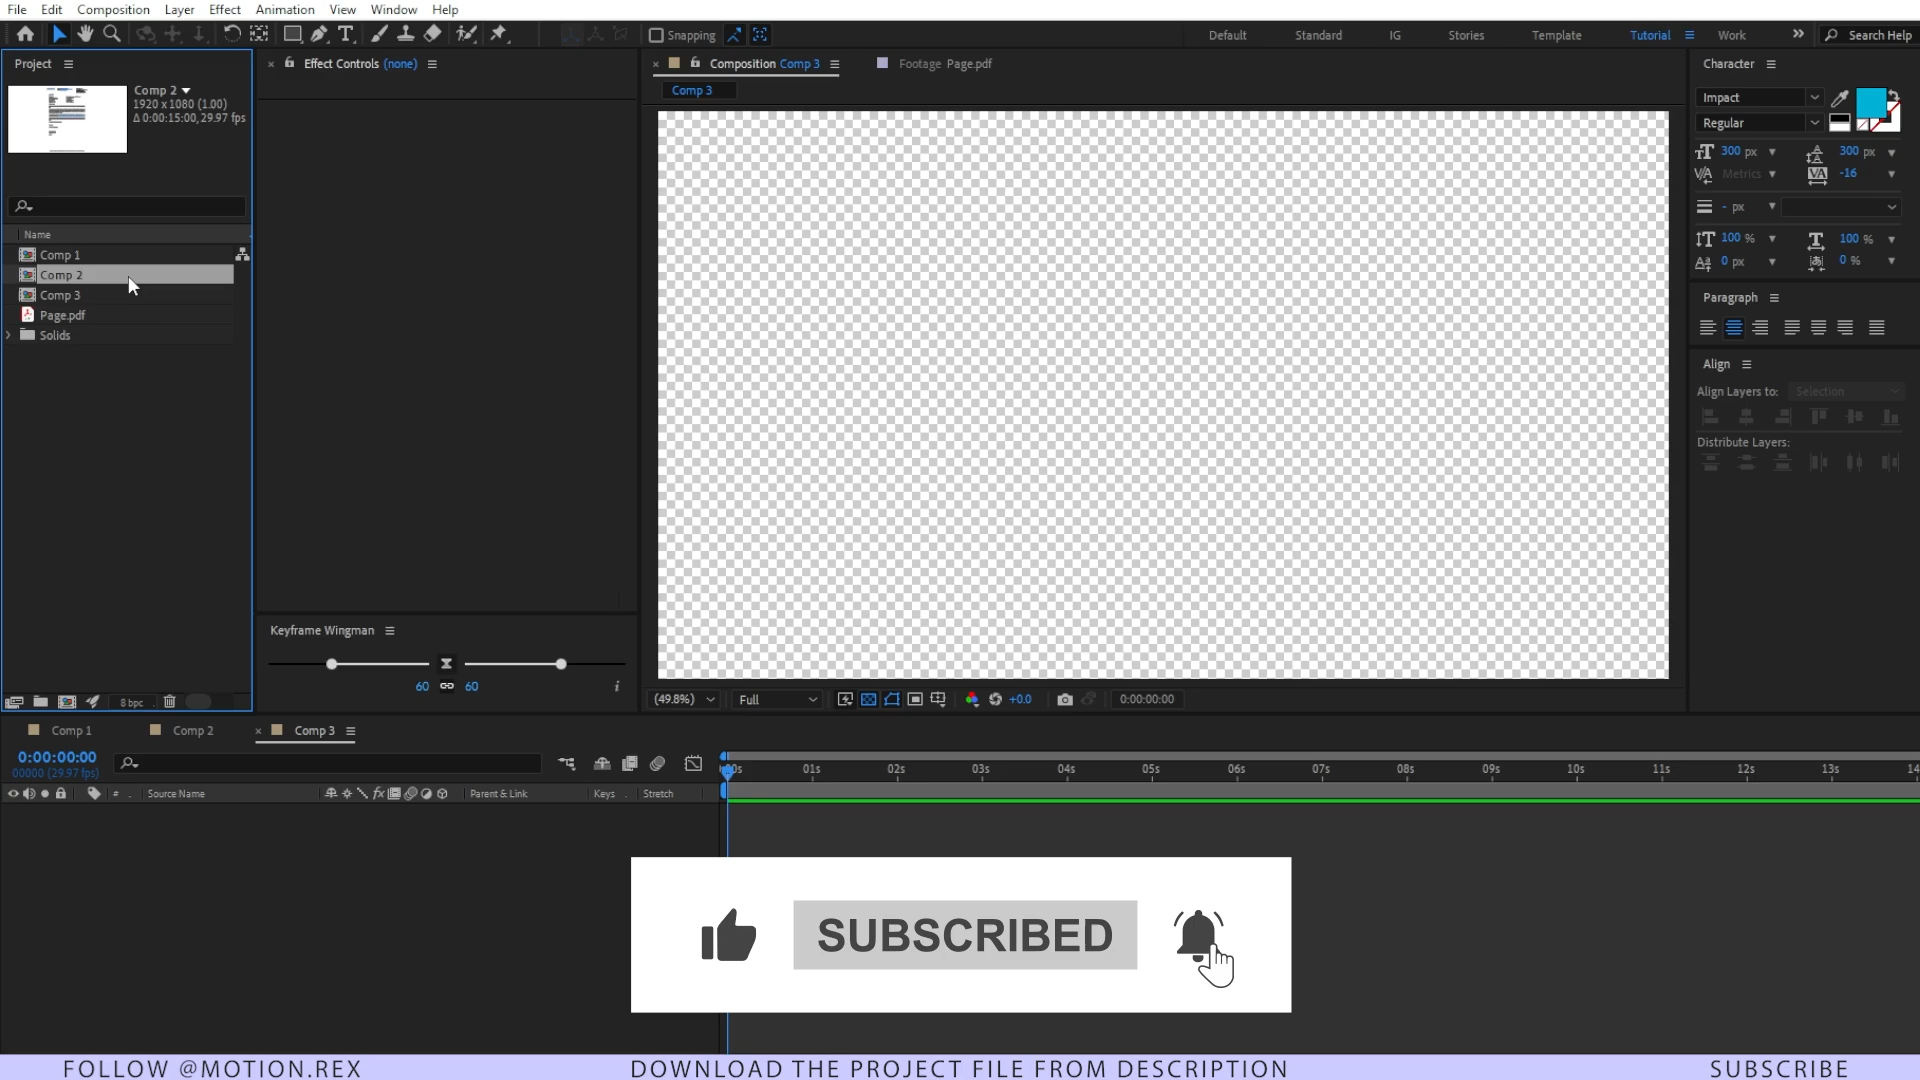 File Edit Composition Layer Effect Animation View Window Help
Snapping Default Standard IG Stories Template Tutorial Work Search Help
Project Effect Controls (none) Composition Comp 3 Footage Page.pdf Character
Comp 2
1920 x 1080 (1.00)
Δ 0:00:15:00, 29.97 fps
Comp 3
Impact
Regular
300 px 300 px
Metrics -16
- px
100 % 100 %
0 px 0 %
Name
Comp 1
Comp 2
Comp 3
Page.pdf
Solids
Paragraph
Align
Align Layers to: Selection
Distribute Layers:
Keyframe Wingman
60 60
8 bpc
(49.8%) Full +0.0 0:00:00:00
Comp 1 Comp 2 Comp 3
0:00:00:00
00000 (29.97 fps)
01s 02s 03s 04s 05s 06s 07s 08s 09s 10s 11s 12s 13s 14
# Source Name Parent & Link Keys Stretch
SUBSCRIBED
FOLLOW @MOTION.REX DOWNLOAD THE PROJECT FILE FROM DESCRIPTION SUBSCRIBE